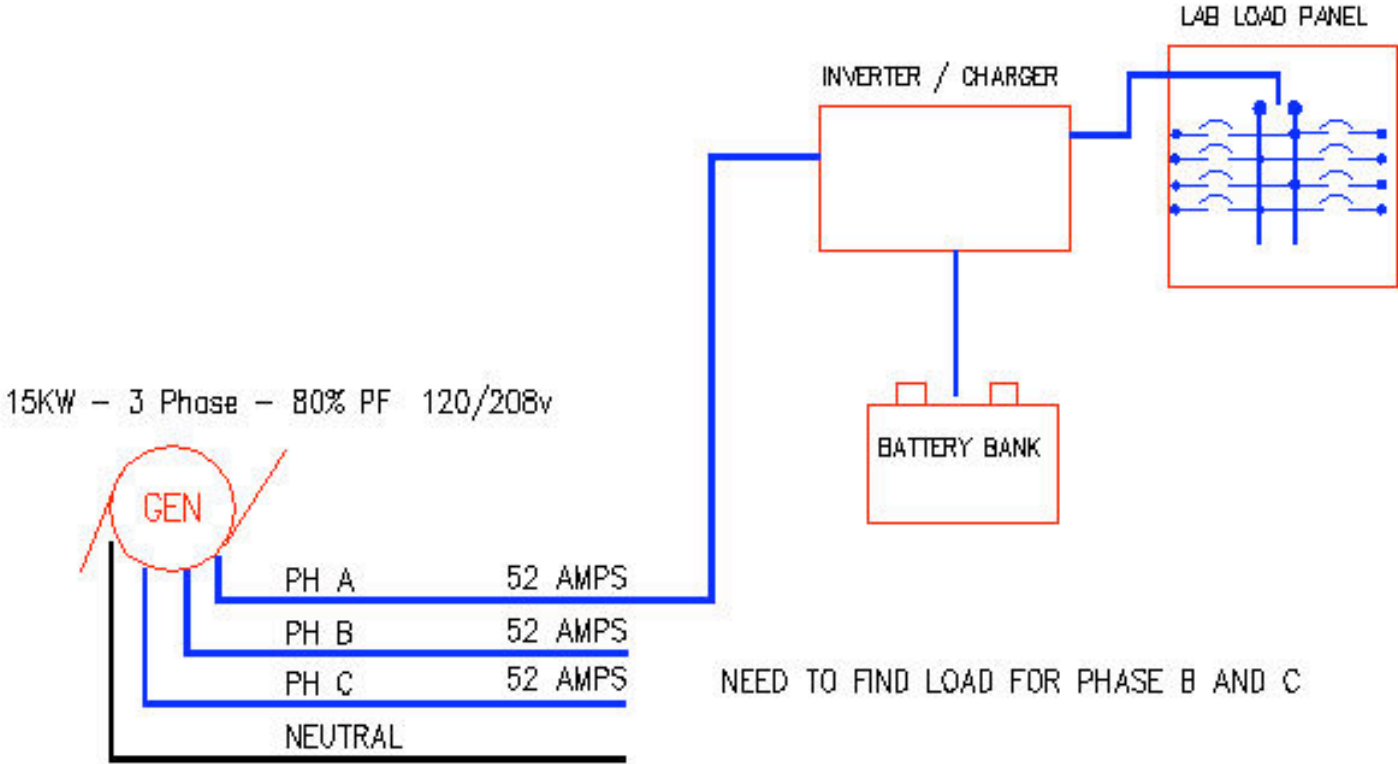 LAB LOAD PANEL
INVERTER / CHARGER
15KW - 3 Phase - 80% PF 120/208v
BATTERY BANK
GEN
PH A 52 AMPS
PH B 52 AMPS
PH C 52 AMPS
NEED TO FIND LOAD FOR PHASE B AND C
NEUTRAL